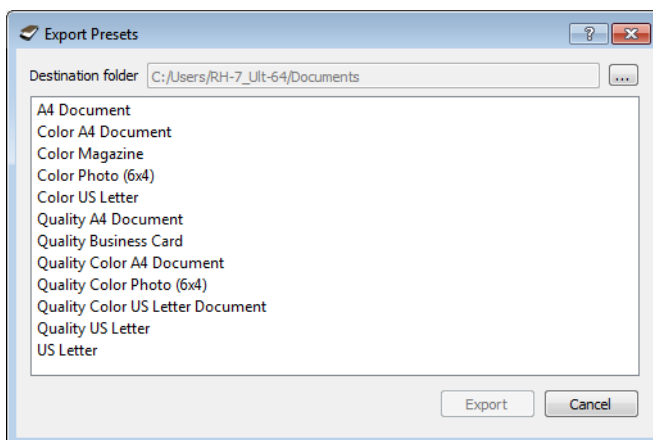 Export Presets
Destination folder C:/Users/RH-7_Ult-64/Documents ...
A4 Document
Color A4 Document
Color Magazine
Color Photo (6x4)
Color US Letter
Quality A4 Document
Quality Business Card
Quality Color A4 Document
Quality Color Photo (6x4)
Quality Color US Letter Document
Quality US Letter
US Letter
Export Cancel